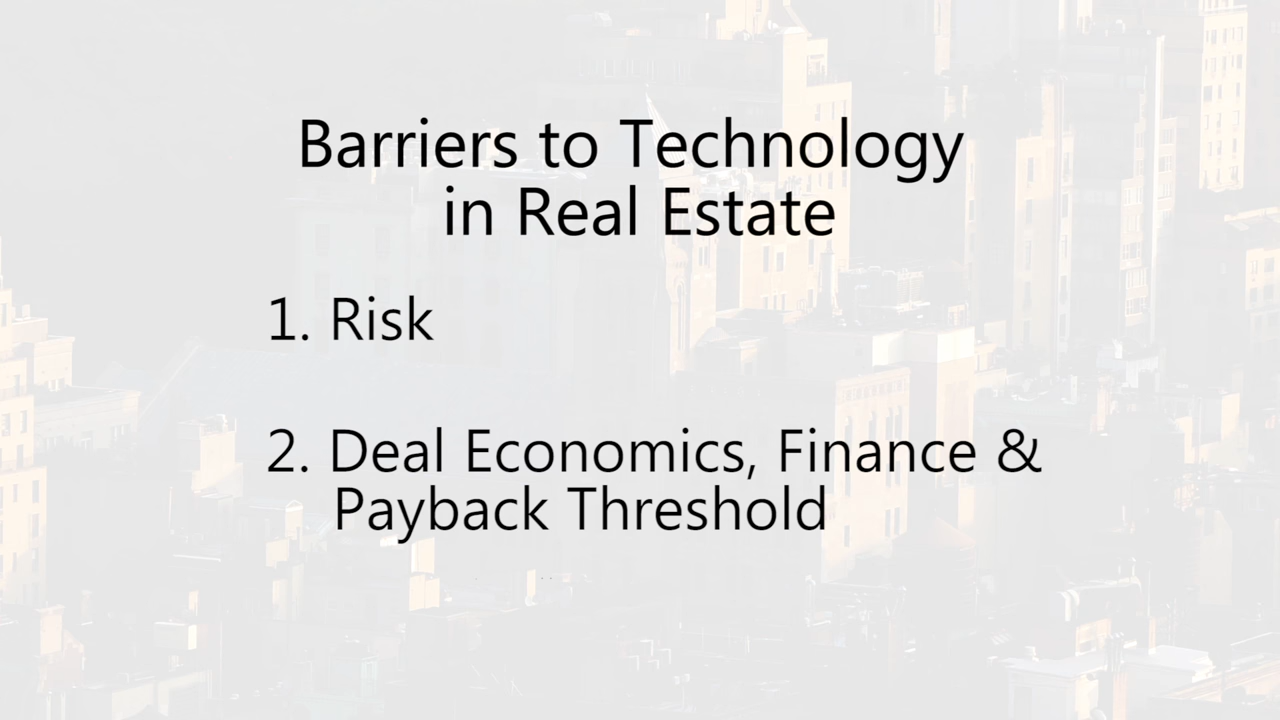 Barriers to Technology
in Real Estate
1. Risk
2. Deal Economics, Finance &
Payback Threshold